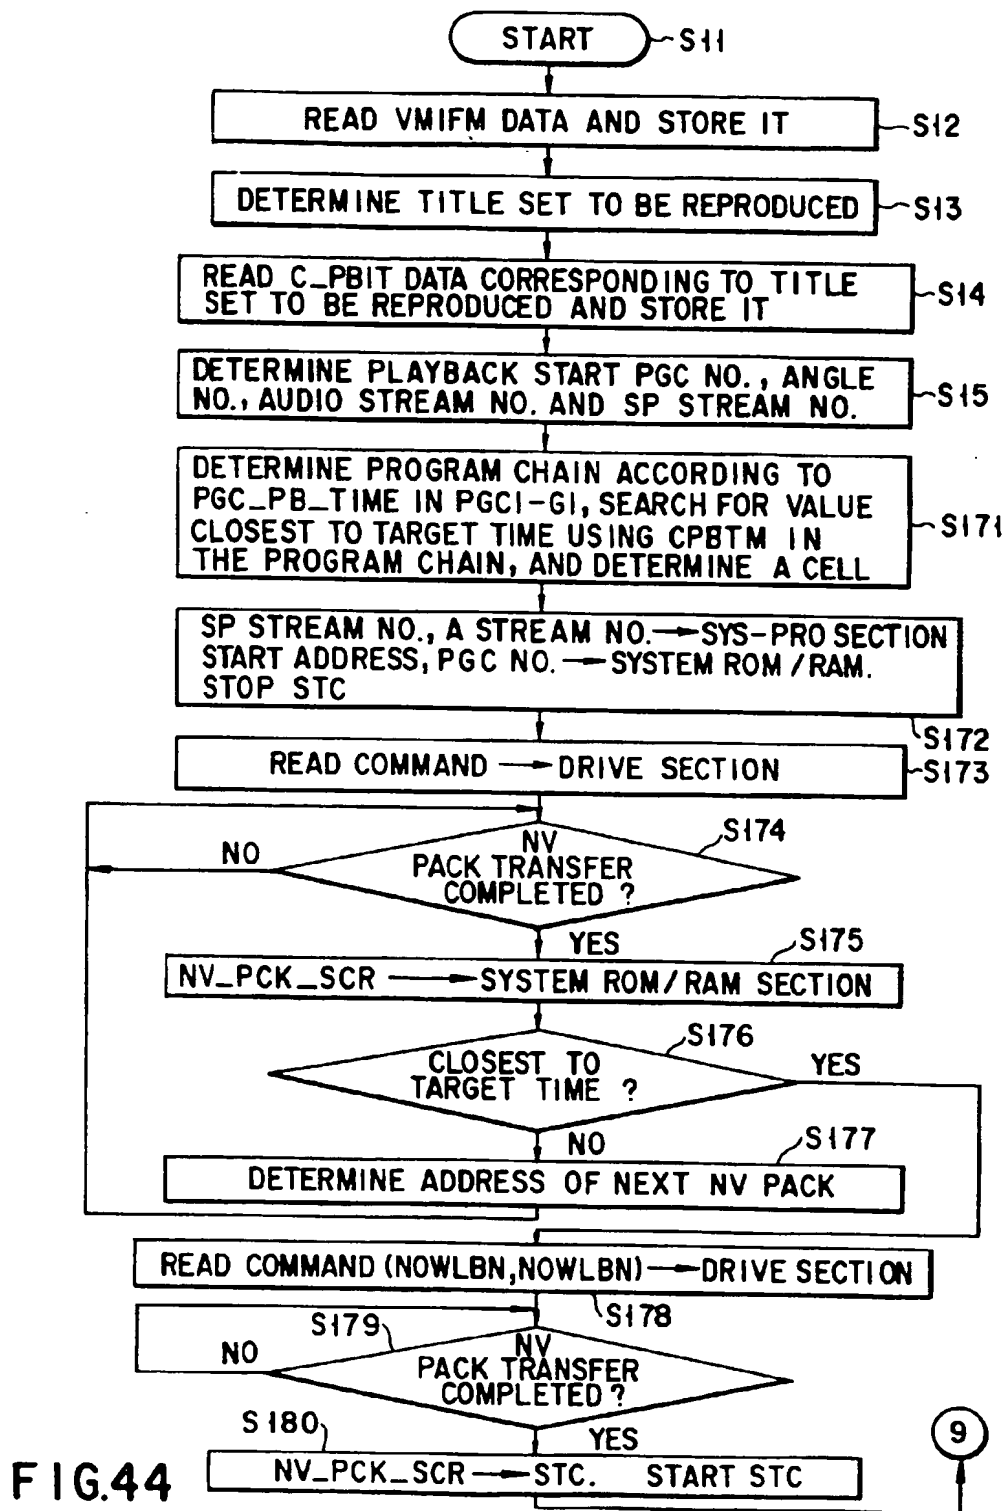 START
S11
READ VMIFM DATA AND STORE IT
S12
DETERMINE TITLE SET TO BE REPRODUCED
S13
READ C_PBIT DATA CORRESPONDING TO TITLE
SET TO BE REPRODUCED AND STORE IT
S14
DETERMINE PLAYBACK START PGC NO., ANGLE
NO., AUDIO STREAM NO. AND SP STREAM NO.
S15
DETERMINE PROGRAM CHAIN ACCORDING TO
PGC_PB_TIME IN PGCI-GI, SEARCH FOR VALUE
CLOSEST TO TARGET TIME USING CPBTM IN
THE PROGRAM CHAIN, AND DETERMINE A CELL
S171
SP STREAM NO., A STREAM NO.→SYS-PRO SECTION
START ADDRESS, PGC NO.→SYSTEM ROM/RAM.
STOP STC
S172
READ COMMAND → DRIVE SECTION
S173
S174
NV
PACK TRANSFER
COMPLETED ?
NO
YES
S175
NV_PCK_SCR → SYSTEM ROM/RAM SECTION
S176
CLOSEST TO
TARGET TIME ?
YES
NO
S177
DETERMINE ADDRESS OF NEXT NV PACK
READ COMMAND (NOWLBN,NOWLBN)→DRIVE SECTION
S178
S179
NV
PACK TRANSFER
COMPLETED ?
NO
YES
S180
NV_PCK_SCR→STC. START STC
9
FIG.44